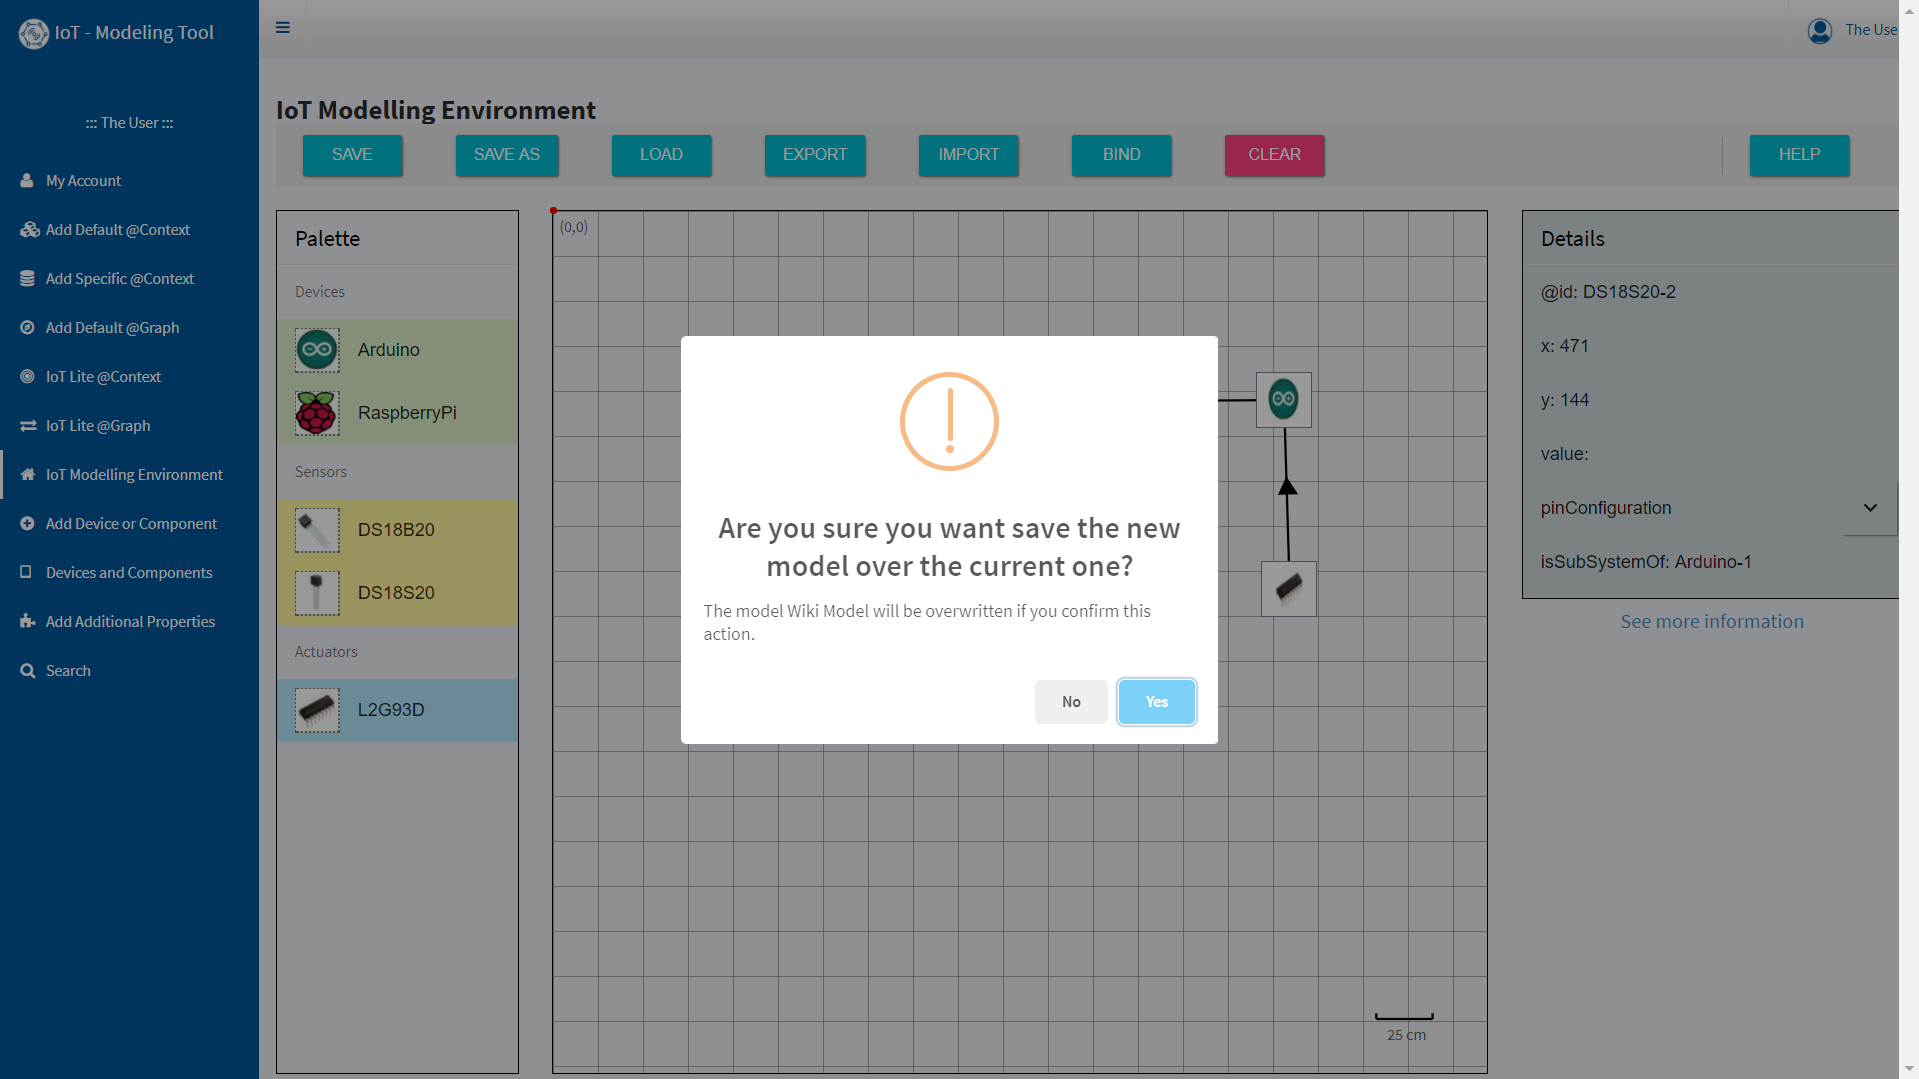 IoT - Modeling Tool
The Use
::: The User :::
My Account
Add Default @Context
Add Specific @Context
Add Default @Graph
IoT Lite @Context
IoT Lite @Graph
IoT Modelling Environment
Add Device or Component
Devices and Components
Add Additional Properties
Search
IoT Modelling Environment
SAVE
SAVE AS
LOAD
EXPORT
IMPORT
BIND
CLEAR
HELP
Palette
Devices
Arduino
RaspberryPi
Sensors
DS18B20
DS18S20
Actuators
L2G93D
(0,0)
25 cm
Are you sure you want save the new
model over the current one?
The model Wiki Model will be overwritten if you confirm this
action.
No
Yes
Details
@id: DS18S20-2
x: 471
y: 144
value:
pinConfiguration
isSubSystemOf: Arduino-1
See more information